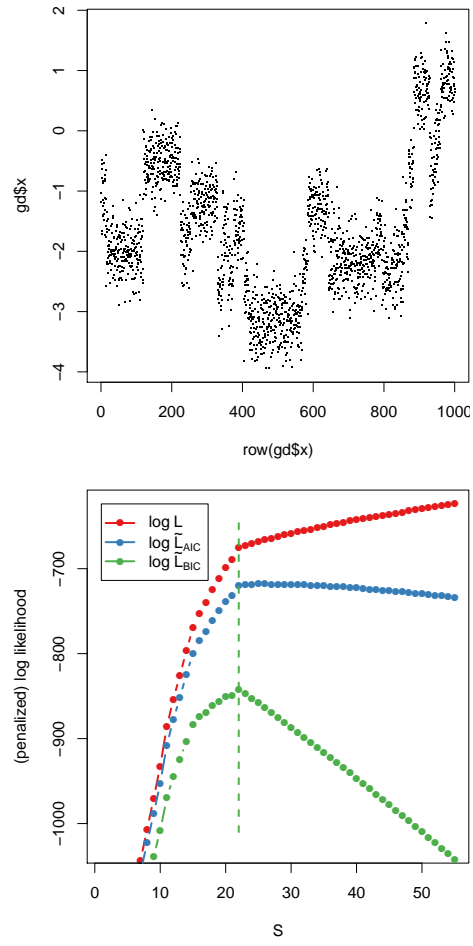 2
1
0
−1
−2
−3
−4
gd$x
0 200 400 600 800 1000
row(gd$x)
log L
log L̃AIC
log L̃BIC
−700
−800
−900
−1000
(penalized) log likelihood
0 10 20 30 40 50
S